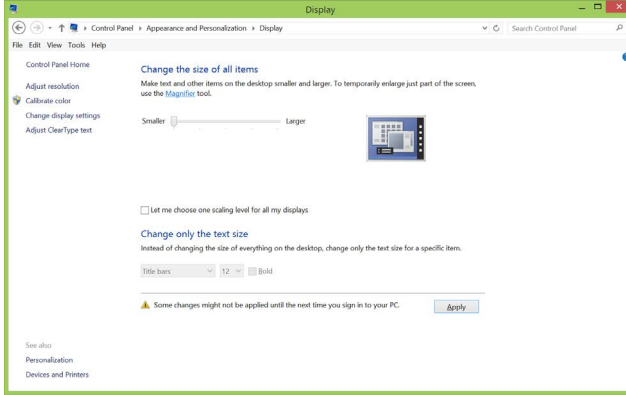 Display
Control Panel ▸ Appearance and Personalization ▸ Display
Search Control Panel
File Edit View Tools Help
Control Panel Home
Adjust resolution
Calibrate color
Change display settings
Adjust ClearType text
Change the size of all items
Make text and other items on the desktop smaller and larger. To temporarily enlarge just part of the screen,
use the Magnifier tool.
Smaller Larger
Let me choose one scaling level for all my displays
Change only the text size
Instead of changing the size of everything on the desktop, change only the text size for a specific item.
Title bars 12 Bold
Some changes might not be applied until the next time you sign in to your PC.
Apply
See also
Personalization
Devices and Printers